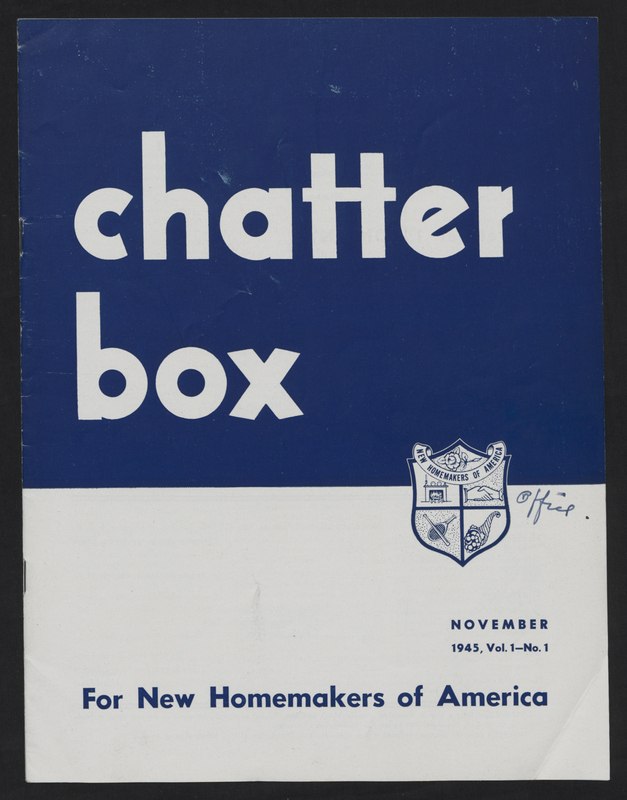 chatter
box
NEW HOMEMAKERS OF AMERICA
Office
NOVEMBER
1945, Vol. 1—No. 1
For New Homemakers of America